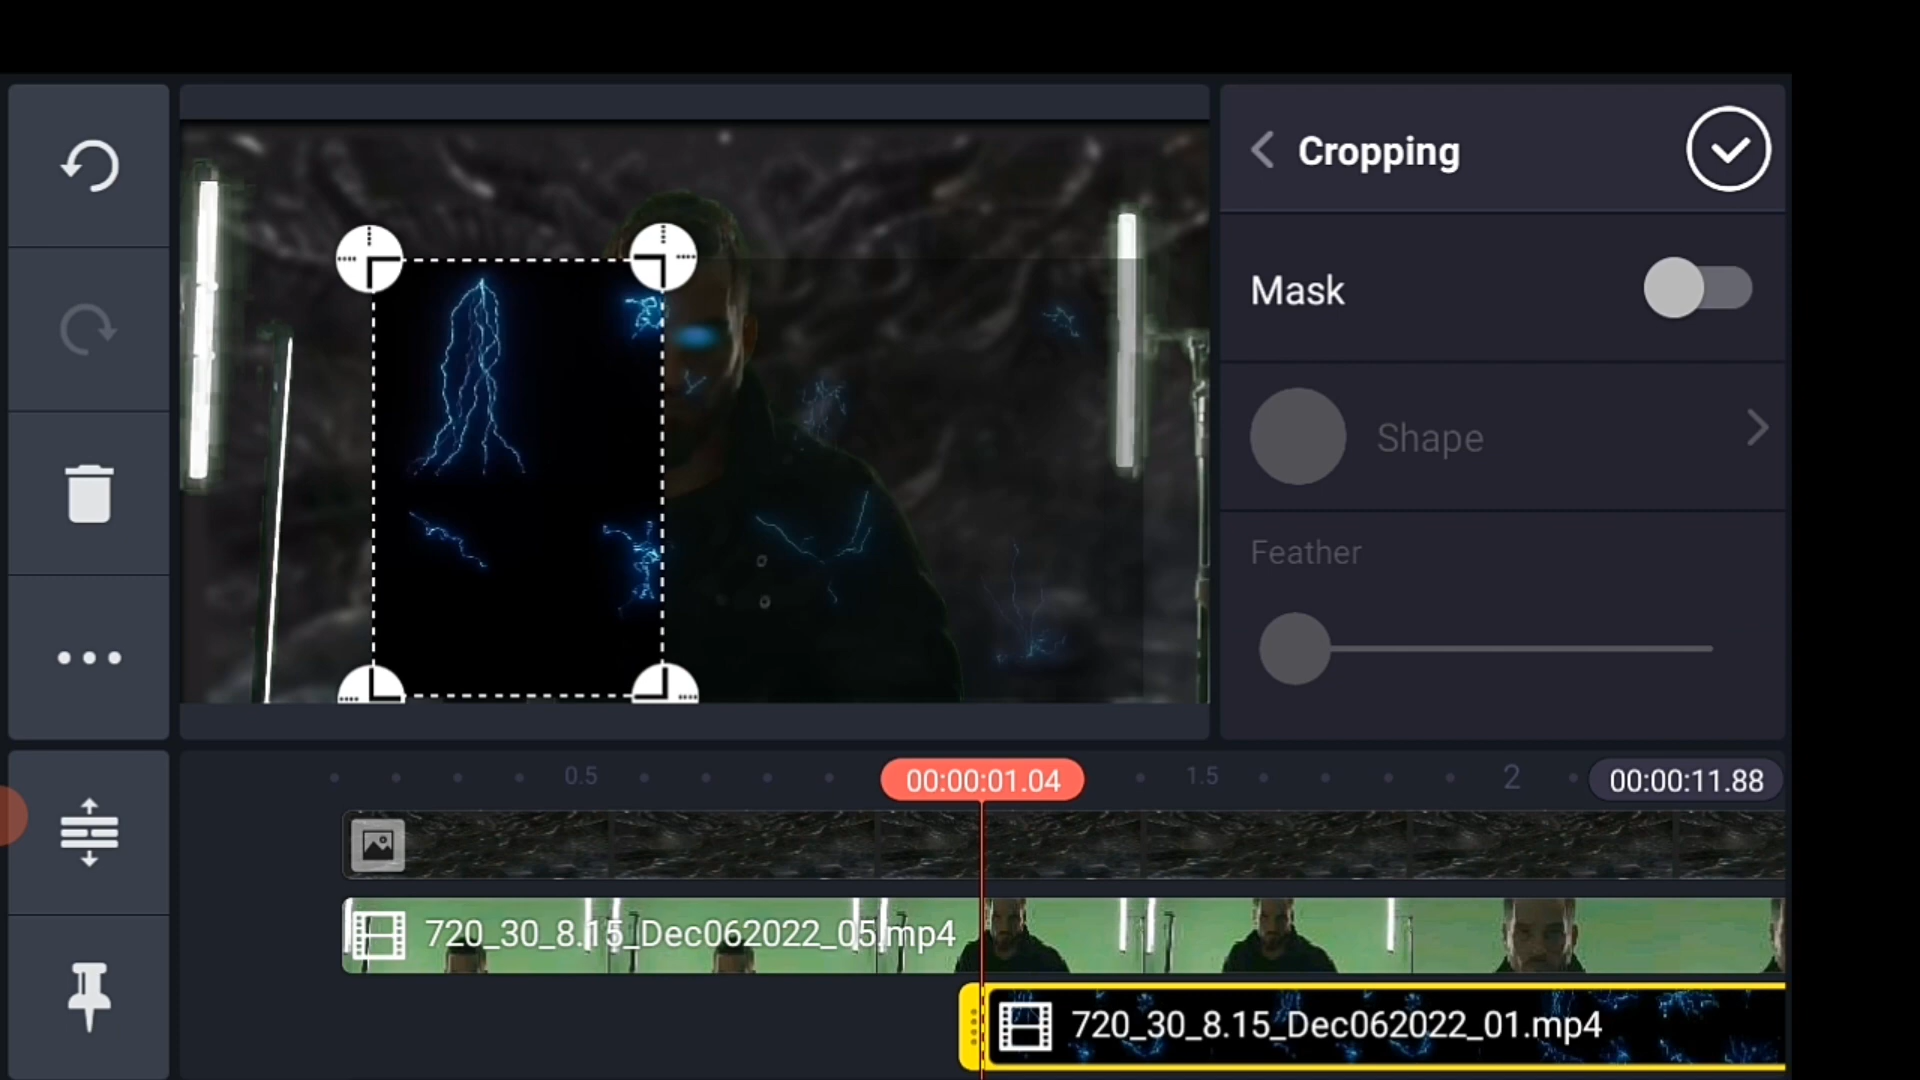 Cropping
Mask
Shape
Feather
0.5
00:00:01.04
1.5
2
00:00:11.88
720_30_8.15_Dec062022_05.mp4
720_30_8.15_Dec062022_01.mp4